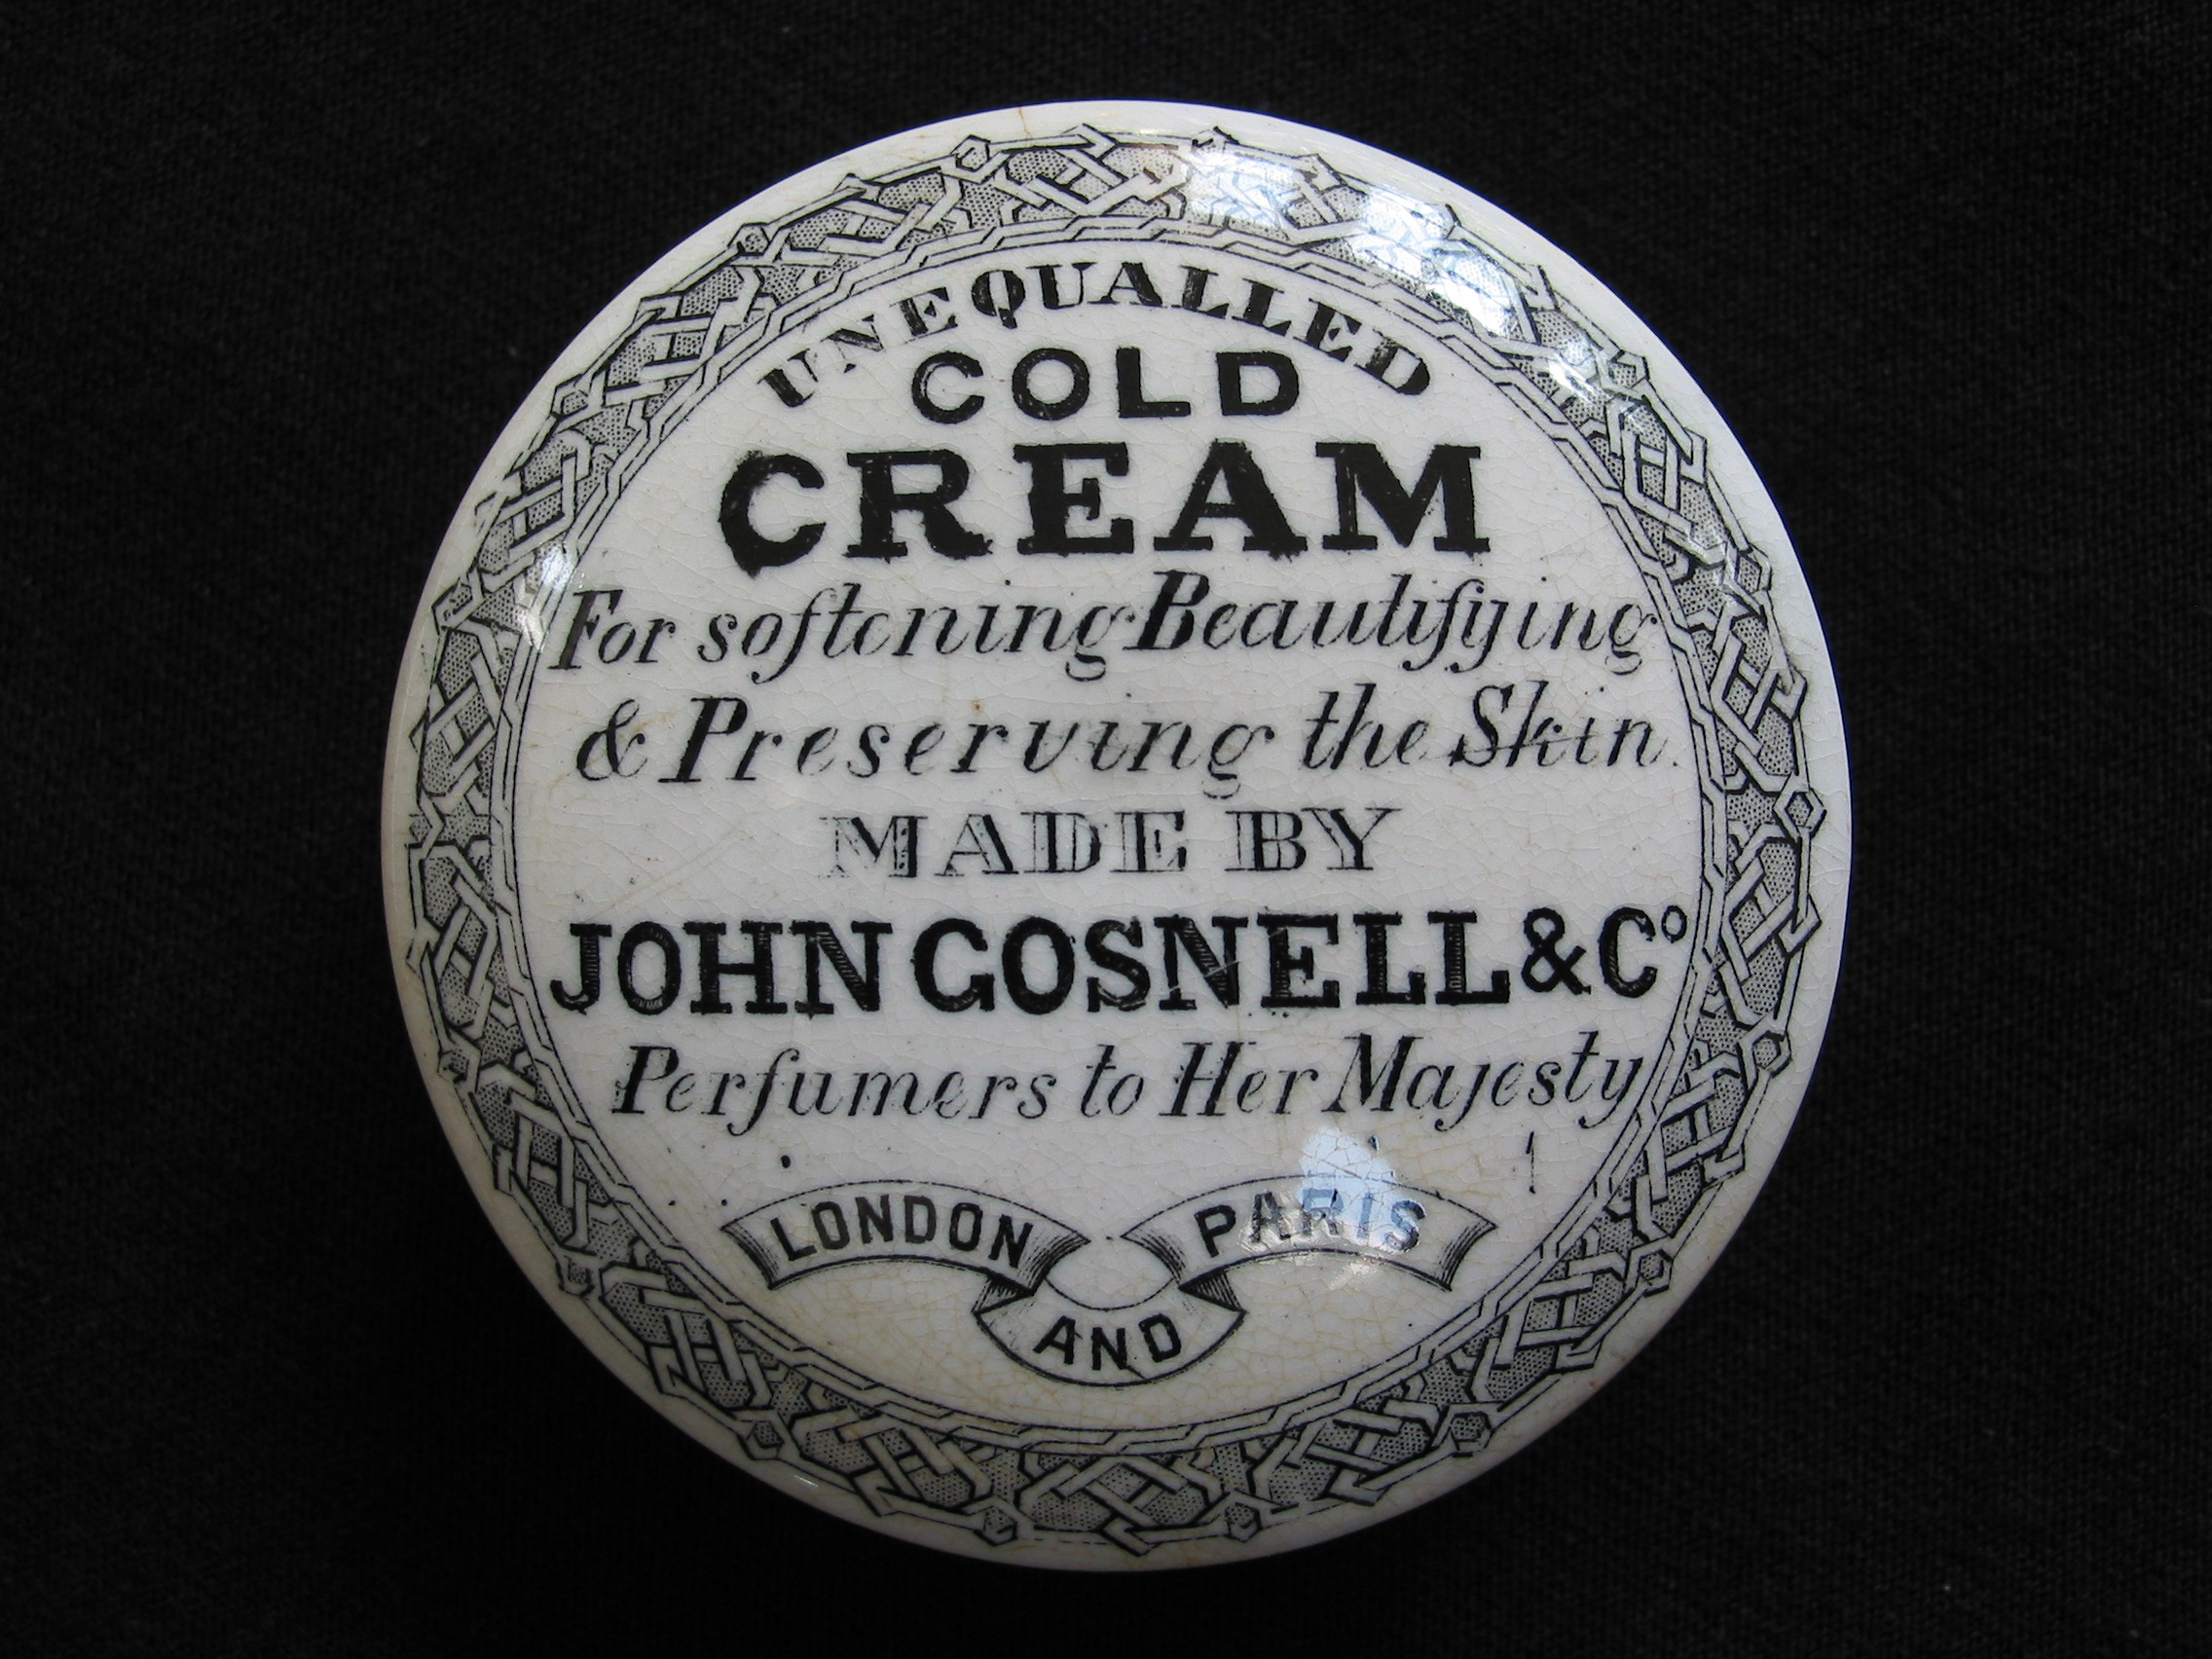 UNEQUALLED
COLD
CREAM
For softening Beautifying
& Preserving the Skin.
MADE BY
JOHN GOSNELL & Cº
Perfumers to Her Majesty
LONDON
AND
PARIS